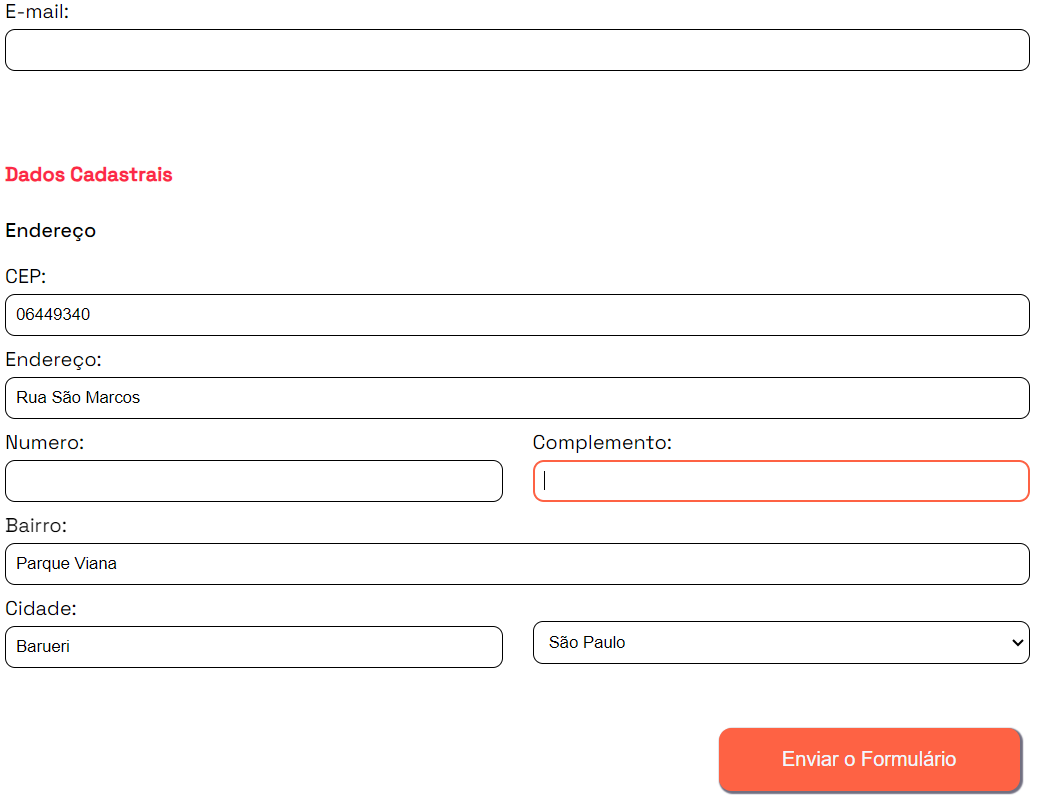 E-mail:
Dados Cadastrais
Endereço
CEP:
06449340
Endereço:
Rua São Marcos
Numero:
Complemento:
Bairro:
Parque Viana
Cidade:
Barueri
São Paulo
Enviar o Formulário